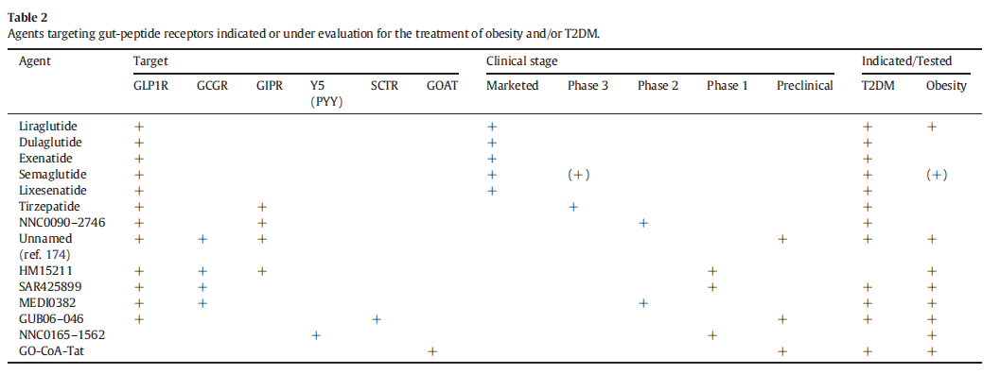 Table 2
Agents targeting gut-peptide receptors indicated or under evaluation for the treatment of obesity and/or T2DM.
Agent Target Clinical stage Indicated/Tested
GLP1R GCGR GIPR Y5 SCTR GOAT Marketed Phase 3 Phase 2 Phase 1 Preclinical T2DM Obesity
(PYY)
Liraglutide + + + +
Dulaglutide + + +
Exenatide + + +
Semaglutide + + (+) + (+)
Lixesenatide + + +
Tirzepatide + + + +
NNC0090–2746 + + + +
Unnamed + + + + + +
(ref. 174)
HM15211 + + + + +
SAR425899 + + + + +
MEDI0382 + + + + +
GUB06–046 + + + + +
NNC0165–1562 + + +
GO-CoA-Tat + + + +